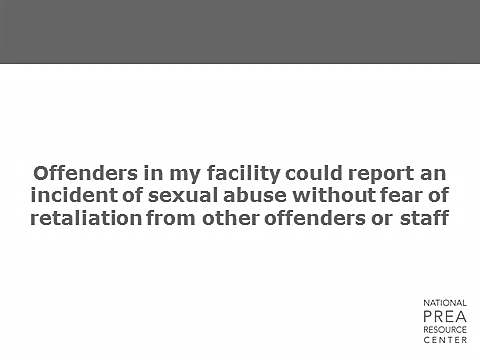 Offenders in my facility could report an
incident of sexual abuse without fear of
retaliation from other offenders or staff
NATIONAL
PREA
RESOURCE
CENTER